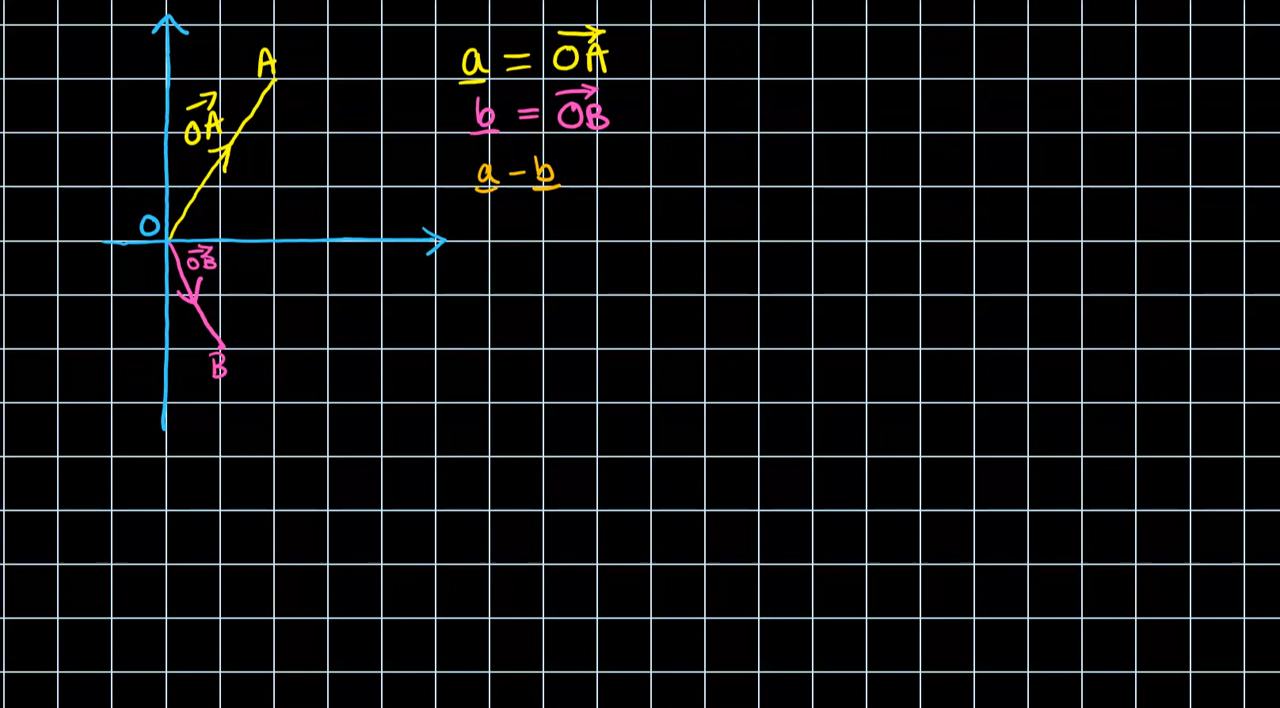 A
a = OA
OA
b = OB
a - b
O
OB
B